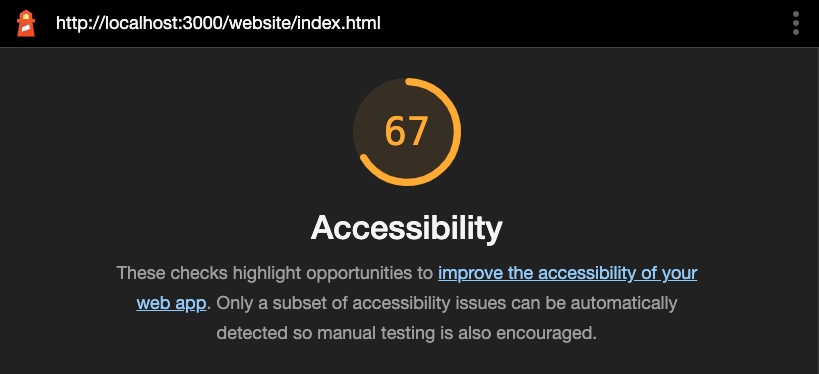 http://localhost:3000/website/index.html
67
Accessibility
These checks highlight opportunities to improve the accessibility of your
web app. Only a subset of accessibility issues can be automatically
detected so manual testing is also encouraged.